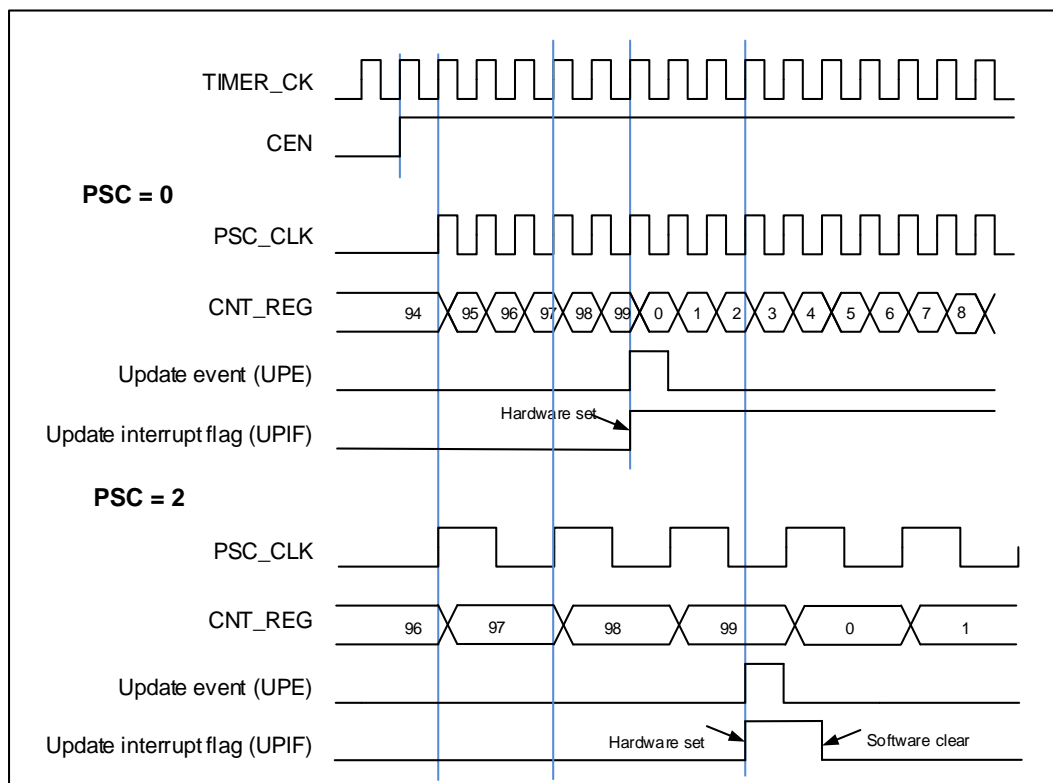 TIMER_CK
CEN
PSC = 0
PSC_CLK
CNT_REG 94 95 96 97 98 99 0 1 2 3 4 5 6 7 8
Update event (UPE)
Hardware set
Update interrupt flag (UPIF)
PSC = 2
PSC_CLK
CNT_REG 96 97 98 99 0 1
Update event (UPE)
Update interrupt flag (UPIF) Hardware set Software clear